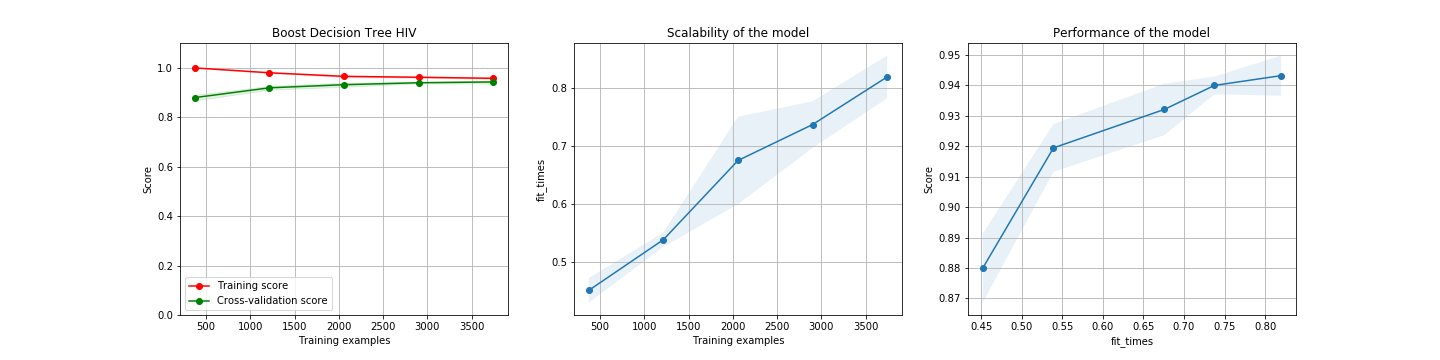 Boost Decision Tree HIV
Score
1.0
0.8
0.6
0.4
0.2
0.0
Training score
Cross-validation score
500 1000 1500 2000 2500 3000 3500
Training examples
Scalability of the model
fit_times
0.8
0.7
0.6
0.5
500 1000 1500 2000 2500 3000 3500
Training examples
Performance of the model
Score
0.95
0.94
0.93
0.92
0.91
0.90
0.89
0.88
0.87
0.45 0.50 0.55 0.60 0.65 0.70 0.75 0.80
fit_times